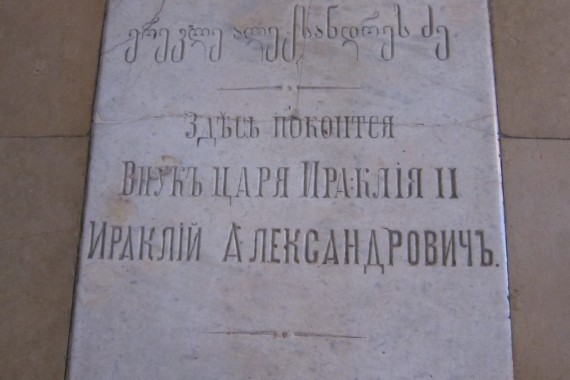 ერეკლე ალექსანდრეს ძე
Здѣсь покоится
Внукъ царя Ираклія II
Ираклій Александровичъ.